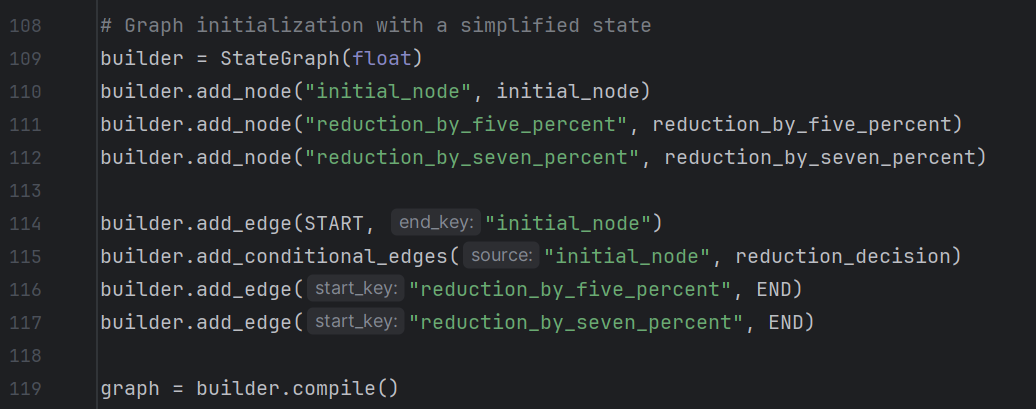 108 # Graph initialization with a simplified state
109 builder = StateGraph(float)
110 builder.add_node("initial_node", initial_node)
111 builder.add_node("reduction_by_five_percent", reduction_by_five_percent)
112 builder.add_node("reduction_by_seven_percent", reduction_by_seven_percent)
113
114 builder.add_edge(START, end_key: "initial_node")
115 builder.add_conditional_edges(source: "initial_node", reduction_decision)
116 builder.add_edge(start_key: "reduction_by_five_percent", END)
117 builder.add_edge(start_key: "reduction_by_seven_percent", END)
118
119 graph = builder.compile()